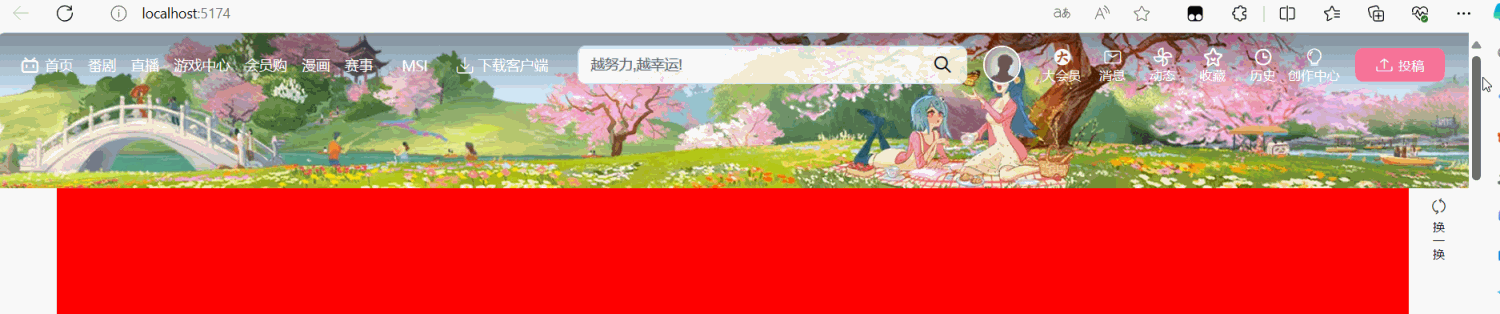 localhost:5174
首页 番剧 直播 游戏中心 会员购 漫画 赛事 MSI 下载客户端 越努力,越幸运! 大会员 消息 动态 收藏 历史 创作中心 投稿
换
一
换